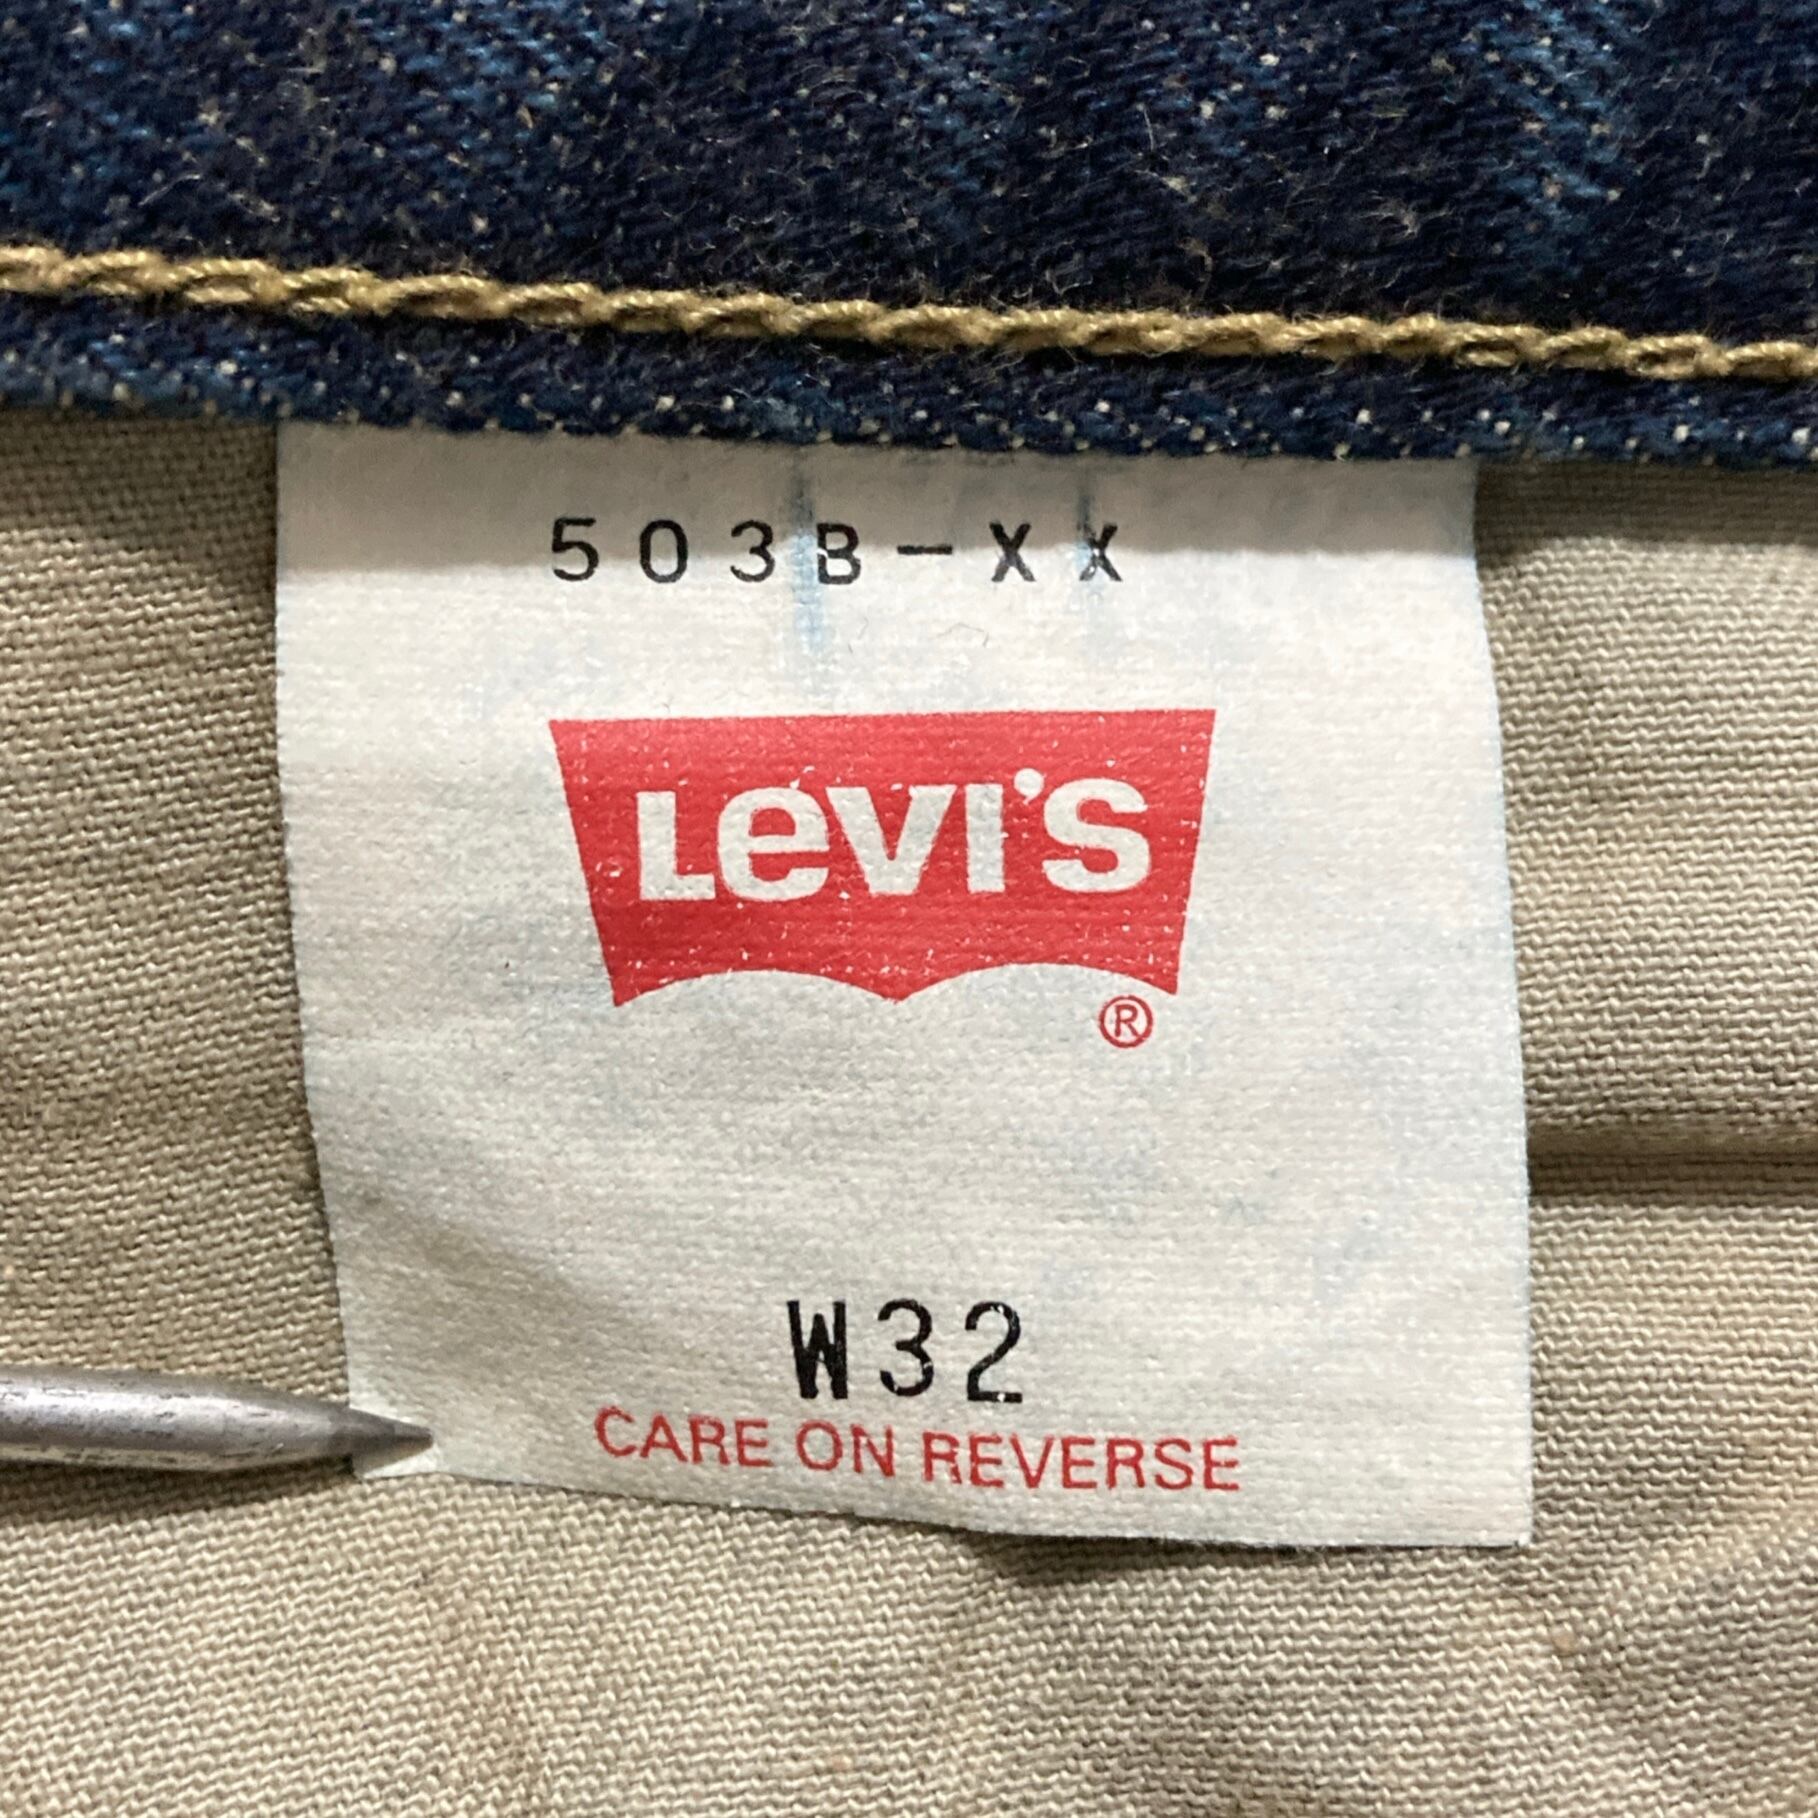 503B-XX
Levi's
®
W32
CARE ON REVERSE